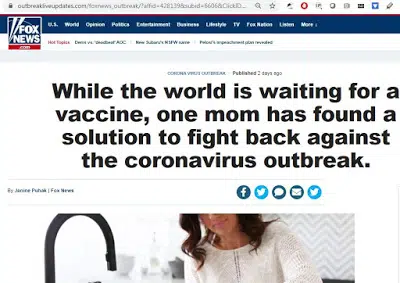 outbreakliveupdates.com/foxnews_outbreak/?affid=428139&subid=9606&ClickID...
FOX
NEWS
.com
U.S. World Opinion Politics Entertainment Business Lifestyle TV Fox Nation Listen More
Hot Topics Dems vs. 'deadbeat' AOC New Subaru's WTFW name Pelosi's impeachment plan revealed
CORONA VIRUS OUTBREAK Published 2 days ago
While the world is waiting for a
vaccine, one mom has found a
solution to fight back against
the coronavirus outbreak.
By Janine Puhak | Fox News